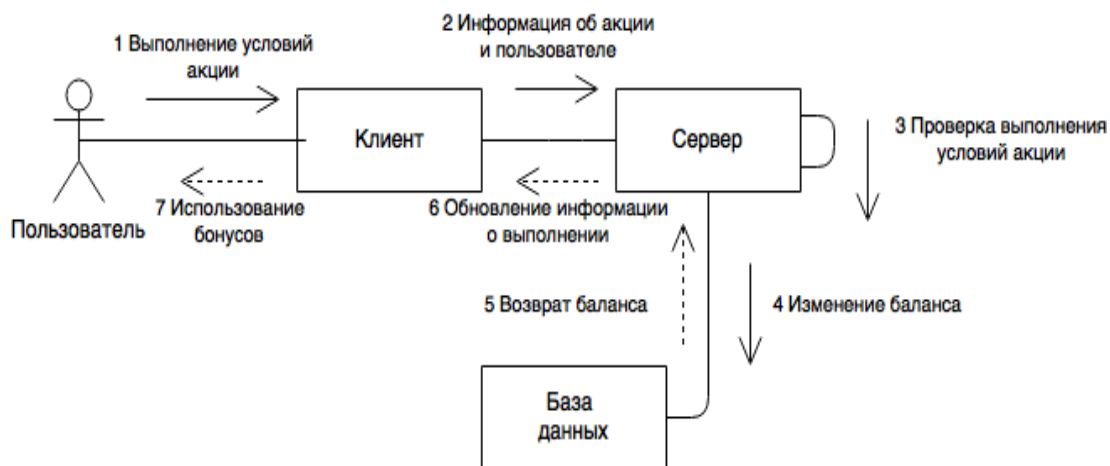 1 Выполнение условий
акции
2 Информация об акции
и пользователе
Клиент
Сервер
3 Проверка выполнения
условий акции
Пользователь
7 Использование
бонусов
6 Обновление информации
о выполнении
5 Возврат баланса
4 Изменение баланса
База
данных